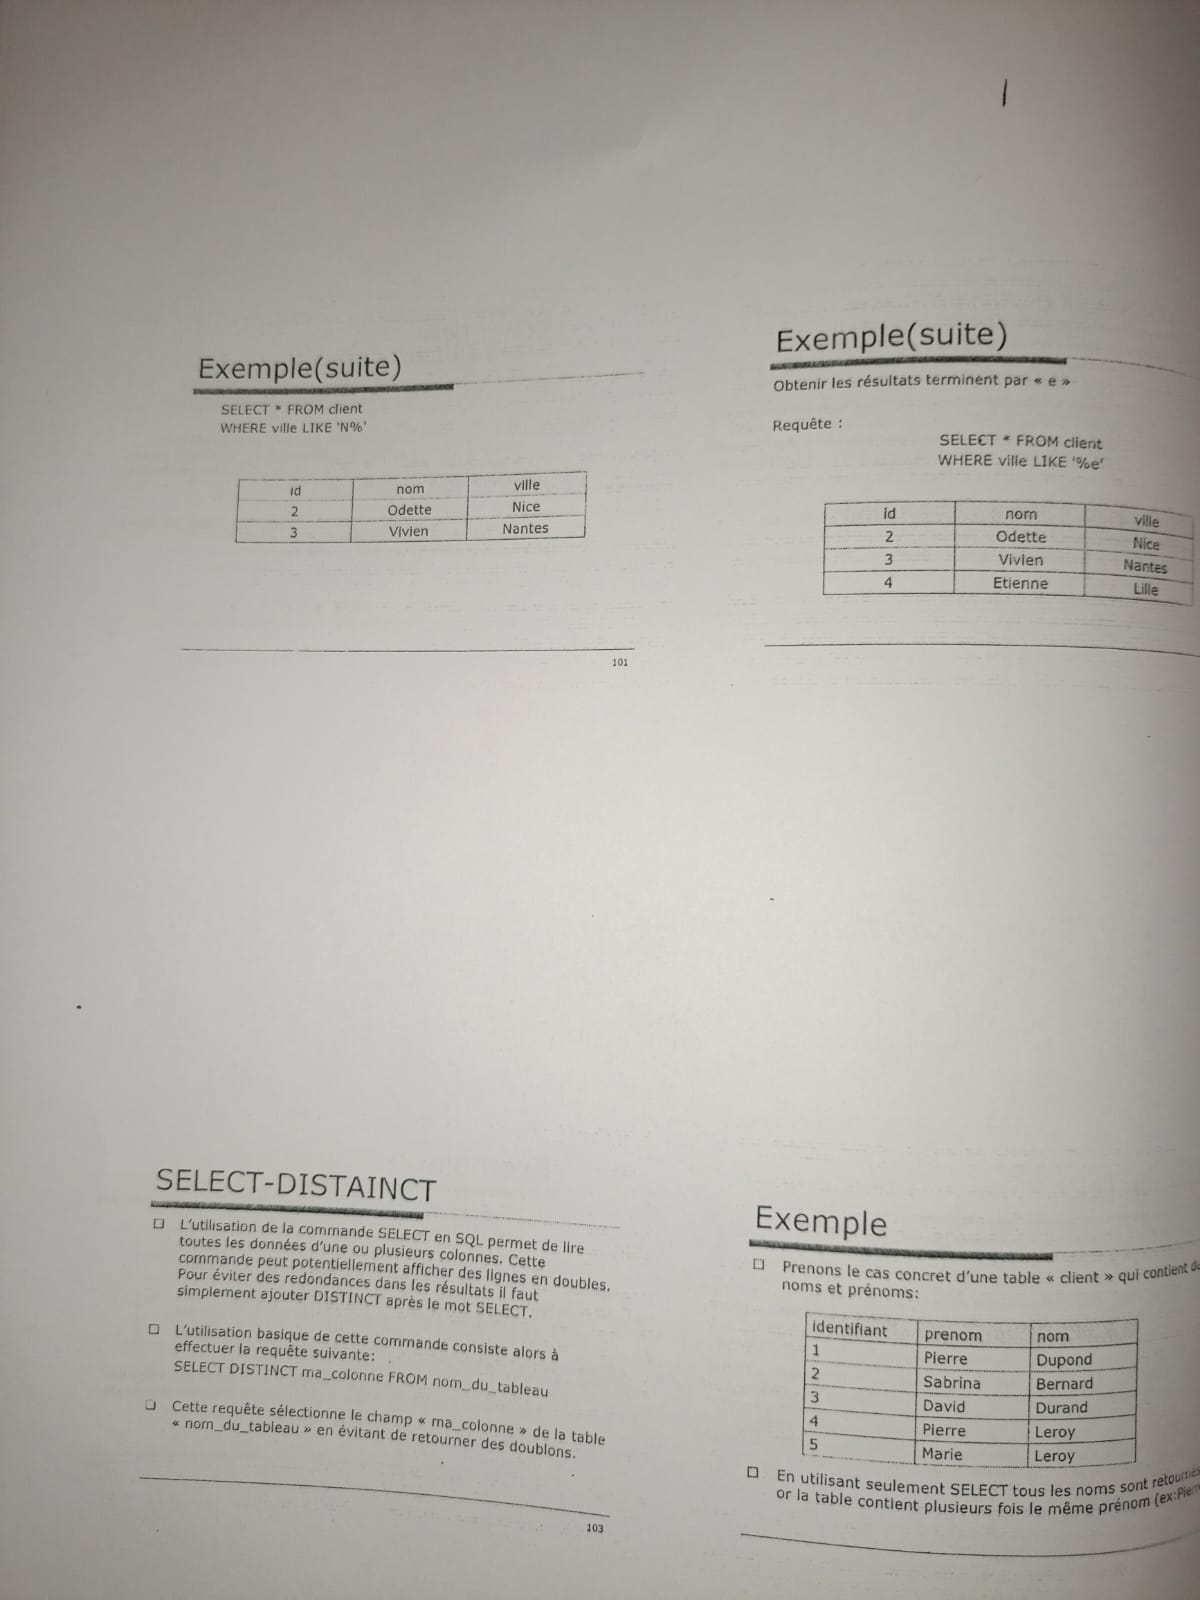 Exemple(suite)
SELECT * FROM client
WHERE ville LIKE 'N%'
id nom ville
2 Odette Nice
3 Vivien Nantes
101
Exemple(suite)
Obtenir les résultats terminent par « e »
Requête :
SELECT * FROM client
WHERE ville LIKE '%e'
id nom ville
2 Odette Nice
3 Vivien Nantes
4 Etienne Lille
SELECT-DISTAINCT
❑ L'utilisation de la commande SELECT en SQL permet de lire
toutes les données d'une ou plusieurs colonnes. Cette
commande peut potentiellement afficher des lignes en doubles.
Pour éviter des redondances dans les résultats il faut
simplement ajouter DISTINCT après le mot SELECT.
❑ L'utilisation basique de cette commande consiste alors à
effectuer la requête suivante:
SELECT DISTINCT ma_colonne FROM nom_du_tableau
❑ Cette requête sélectionne le champ « ma_colonne » de la table
« nom_du_tableau » en évitant de retourner des doublons.
103
Exemple
❑ Prenons le cas concret d'une table « client » qui contient
noms et prénoms:
identifiant prenom nom
1 Pierre Dupond
2 Sabrina Bernard
3 David Durand
4 Pierre Leroy
5 Marie Leroy
❑ En utilisant seulement SELECT tous les noms sont retournés
or la table contient plusieurs fois le même prénom (ex: